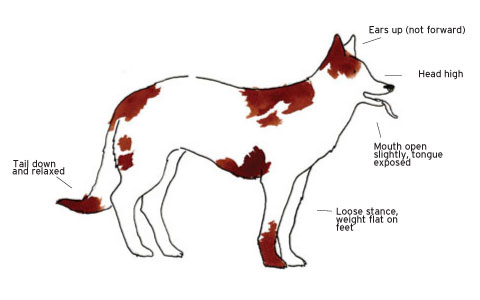 Ears up (not forward)
Head high
Mouth open
slightly, tongue
exposed
Tail down
and relaxed
Loose stance,
weight flat on
feet